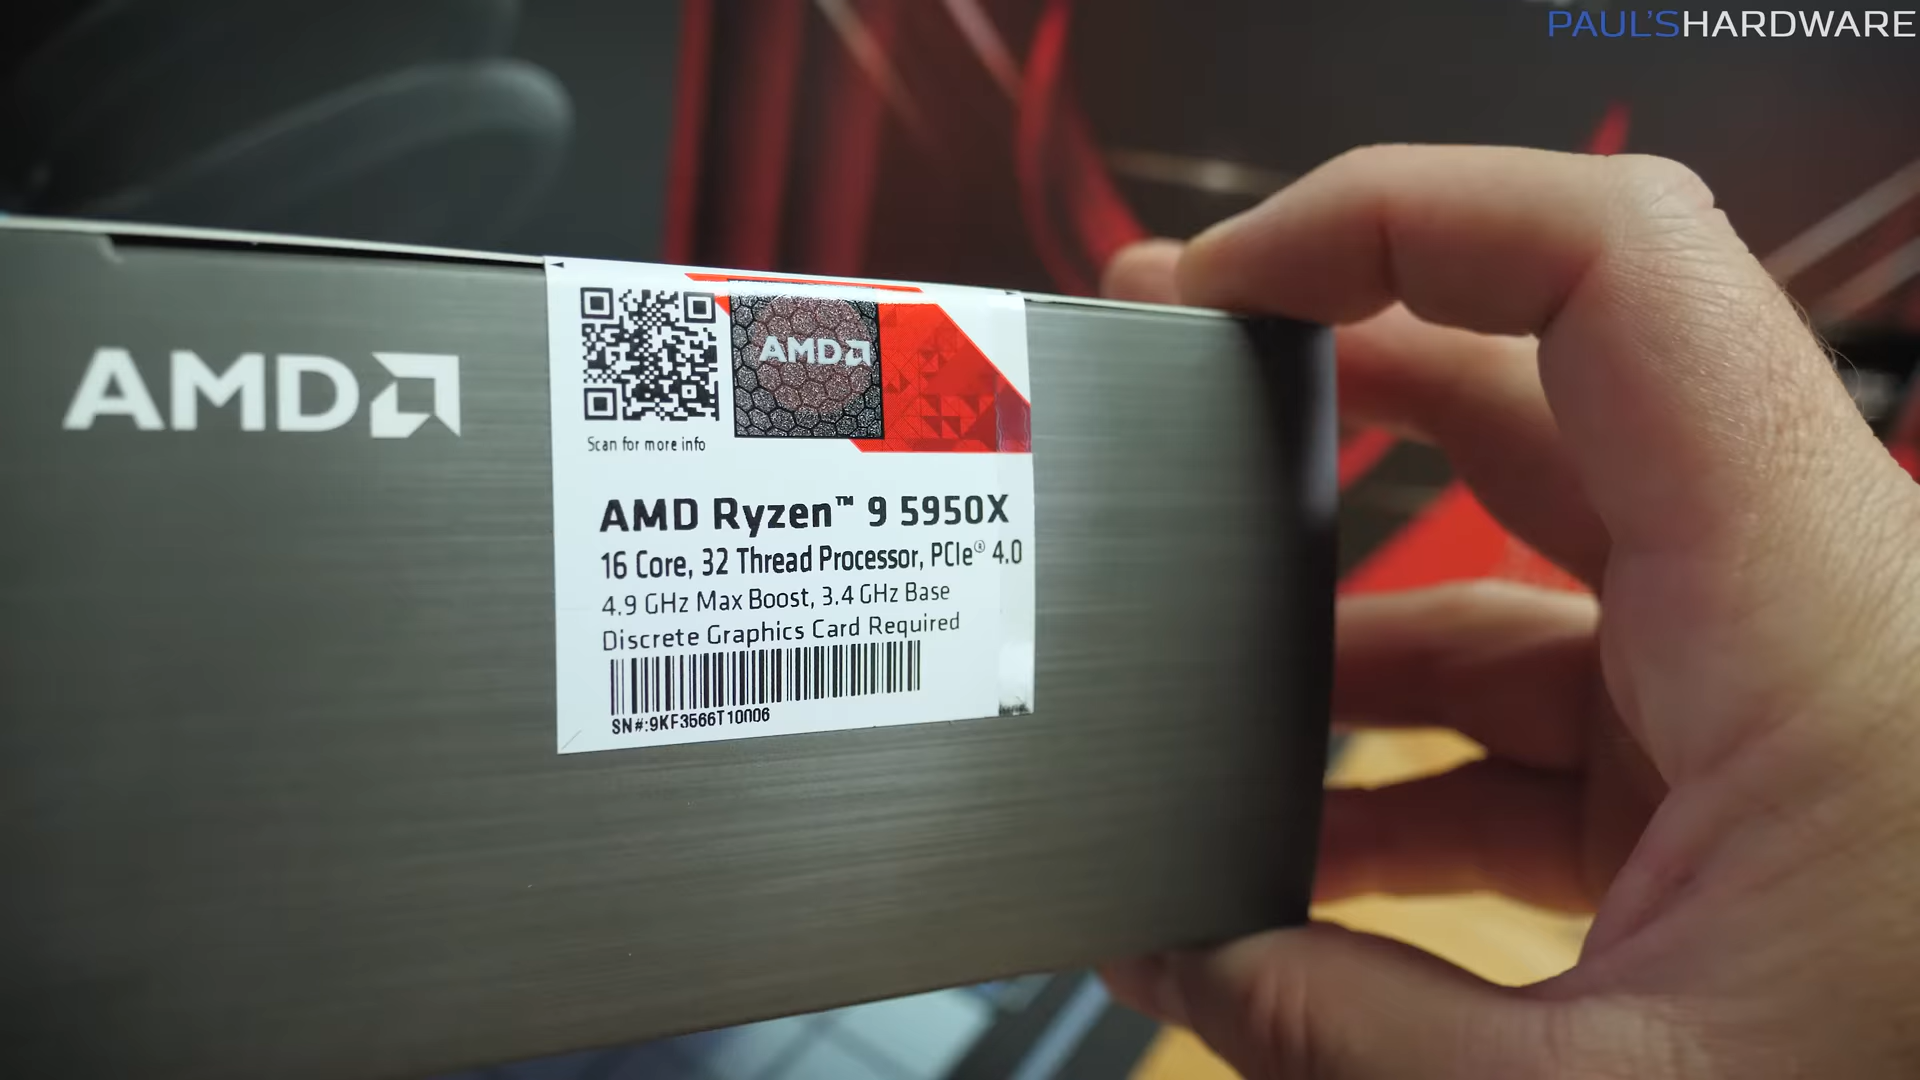 PAUL'SHARDWARE
AMD
AMD
Scan for more info
AMD Ryzen™ 9 5950X
16 Core, 32 Thread Processor, PCIe® 4.0
4.9 GHz Max Boost, 3.4 GHz Base
Discrete Graphics Card Required
SN#:9KF3566T10006